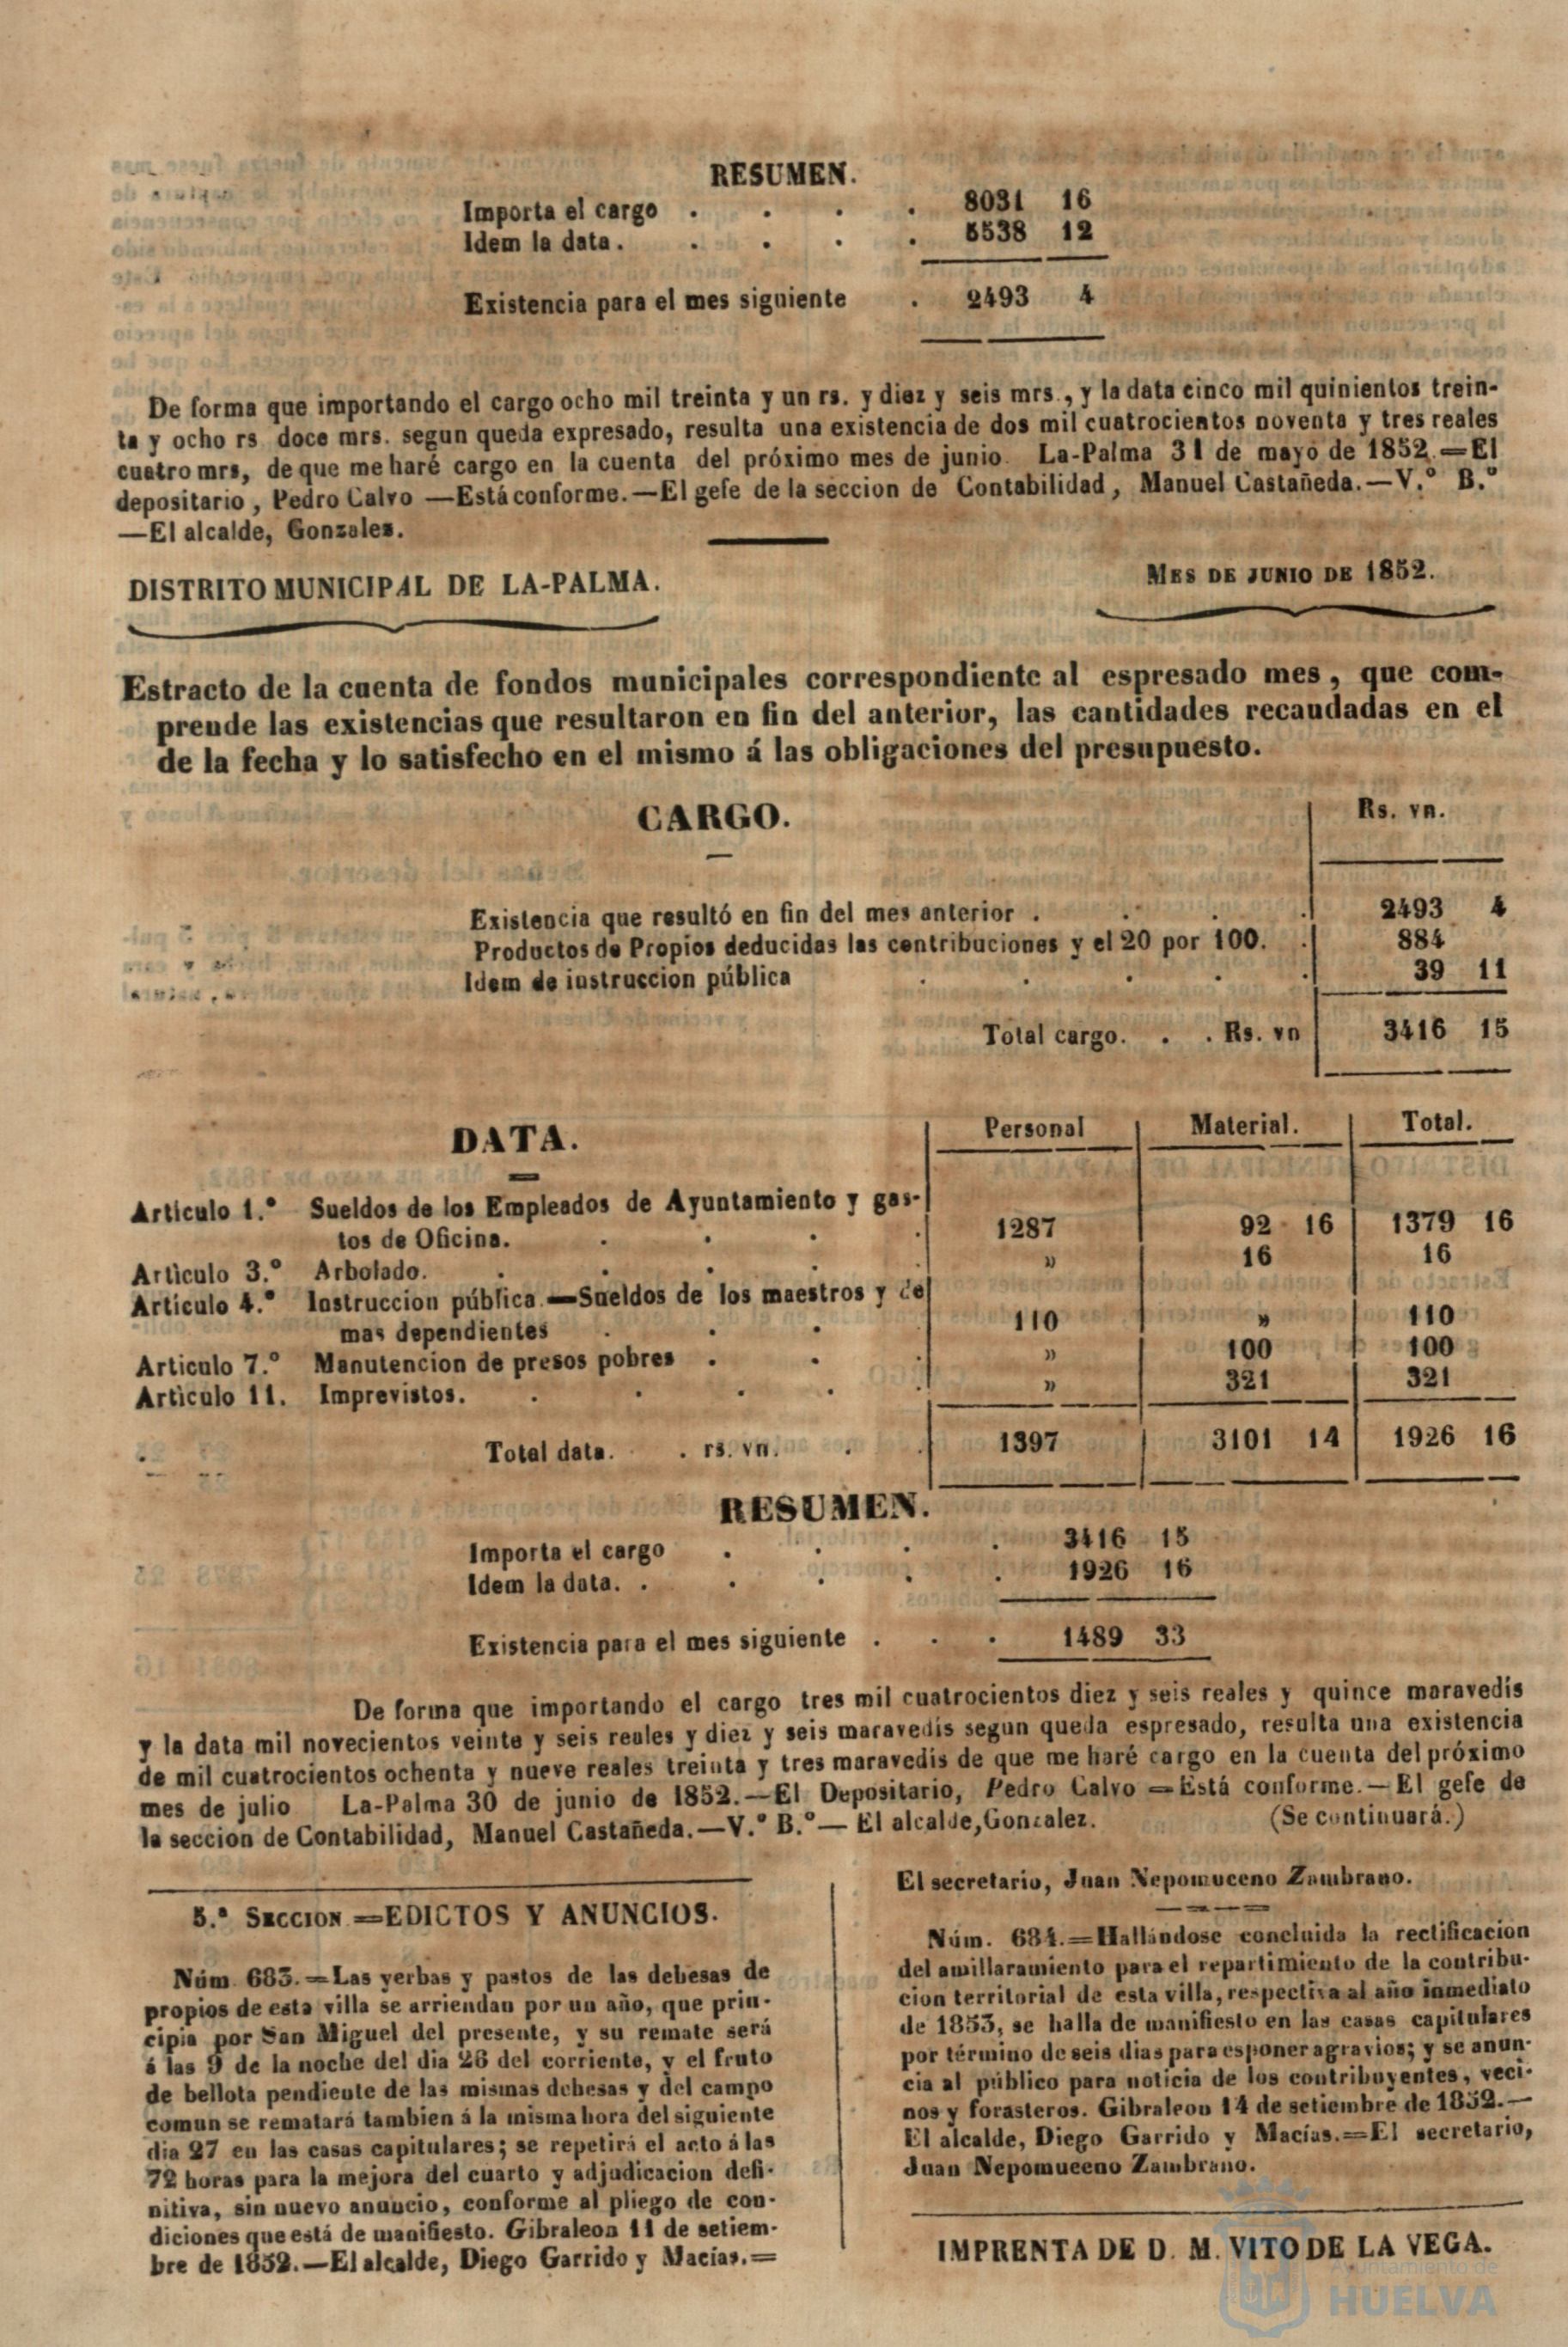 RESUMEN.
Importa el cargo . . . . 8031 16
Idem la data. . . . . 5538 12
Existencia para el mes siguiente . 2493 4
De forma que importando el cargo ocho mil treinta y un rs. y diez y seis mrs., y la data cinco mil quinientos trein-
ta y ocho rs doce mrs. segun queda expresado, resulta una existencia de dos mil cuatrocientos noventa y tres reales
cuatro mrs, de que me haré cargo en la cuenta del próximo mes de junio. La-Palma 31 de mayo de 1852.=El
depositario, Pedro Calvo —Está conforme.—El gefe de la seccion de Contabilidad, Manuel Castañeda.—V.º B.º
—El alcalde, Gonzales.
DISTRITO MUNICIPAL DE LA-PALMA.
MES DE JUNIO DE 1852.
Estracto de la cuenta de fondos municipales correspondiente al espresado mes, que com-
prende las existencias que resultaron en fin del anterior, las cantidades recaudadas en el
de la fecha y lo satisfecho en el mismo á las obligaciones del presupuesto.
CARGO.
Rs. vn.
Existencia que resultó en fin del mes anterior . . . . 2493 4
Productos de Propios deducidas las contribuciones y el 20 por 100. . 884
Idem de instruccion pública . . . . . 39 11
Total cargo. . . Rs. vn 3416 15
DATA.
Personal Material. Total.
Articulo 1.º Sueldos de los Empleados de Ayuntamiento y gas-
tos de Oficina. . . . . 1287 92 16 1379 16
Articulo 3.º Arbolado. . . . . . » 16 16
Articulo 4.º Instruccion pública.—Sueldos de los maestros y de
mas dependientes . . . . 110 » 110
Articulo 7.º Manutencion de presos pobres . . . » 100 100
Articulo 11. Imprevistos. . . . . . » 321 321
Total data. . rs. vn. . . 1397 3101 14 1926 16
RESUMEN.
Importa el cargo . . . . 3416 15
Idem la data. . . . . . 1926 16
Existencia para el mes siguiente . . . 1489 33
De forma que importando el cargo tres mil cuatrocientos diez y seis reales y quince maravedis
y la data mil novecientos veinte y seis reales y diez y seis maravedis segun queda espresado, resulta una existencia
de mil cuatrocientos ochenta y nueve reales treinta y tres maravedis de que me haré cargo en la cuenta del próximo
mes de julio La-Palma 30 de junio de 1852.—El Depositario, Pedro Calvo =Está conforme.—El gefe de
la seccion de Contabilidad, Manuel Castañeda.—V.º B.º— El alcalde, Gonzalez. (Se continuará.)
5.ª SECCION =EDICTOS Y ANUNCIOS.
Núm. 683.=Las yerbas y pastos de las debesas de
propios de esta villa se arriendan por un año, que prin-
cipia por San Miguel del presente, y su remate será
á las 9 de la noche del dia 26 del corriente, y el fruto
de bellota pendiente de las mismas debesas y del campo
comun se rematará tambien á la misma hora del siguiente
dia 27 en las casas capitulares; se repetirá el acto á las
72 horas para la mejora del cuarto y adjudicacion defi-
nitiva, sin nuevo anuncio, conforme al pliego de con-
diciones que está de manifiesto. Gibraleon 11 de setiem-
bre de 1852.—El alcalde, Diego Garrido y Macías.=
El secretario, Juan Nepomuceno Zambrano.
Núm. 684.=Hallándose concluida la rectificacion
del amillaramiento para el repartimiento de la contribu-
cion territorial de esta villa, respectiva al año inmediato
de 1853, se halla de manifiesto en las casas capitulares
por término de seis dias para esponer agravios; y se anun-
cia al público para noticia de los contribuyentes, veci-
nos y forasteros. Gibraleon 14 de setiembre de 1852.—
El alcalde, Diego Garrido y Macías.=El secretario,
Juan Nepomuceno Zambrano.
IMPRENTA DE D. M. VITO DE LA VEGA.
Ayuntamiento de
HUELVA